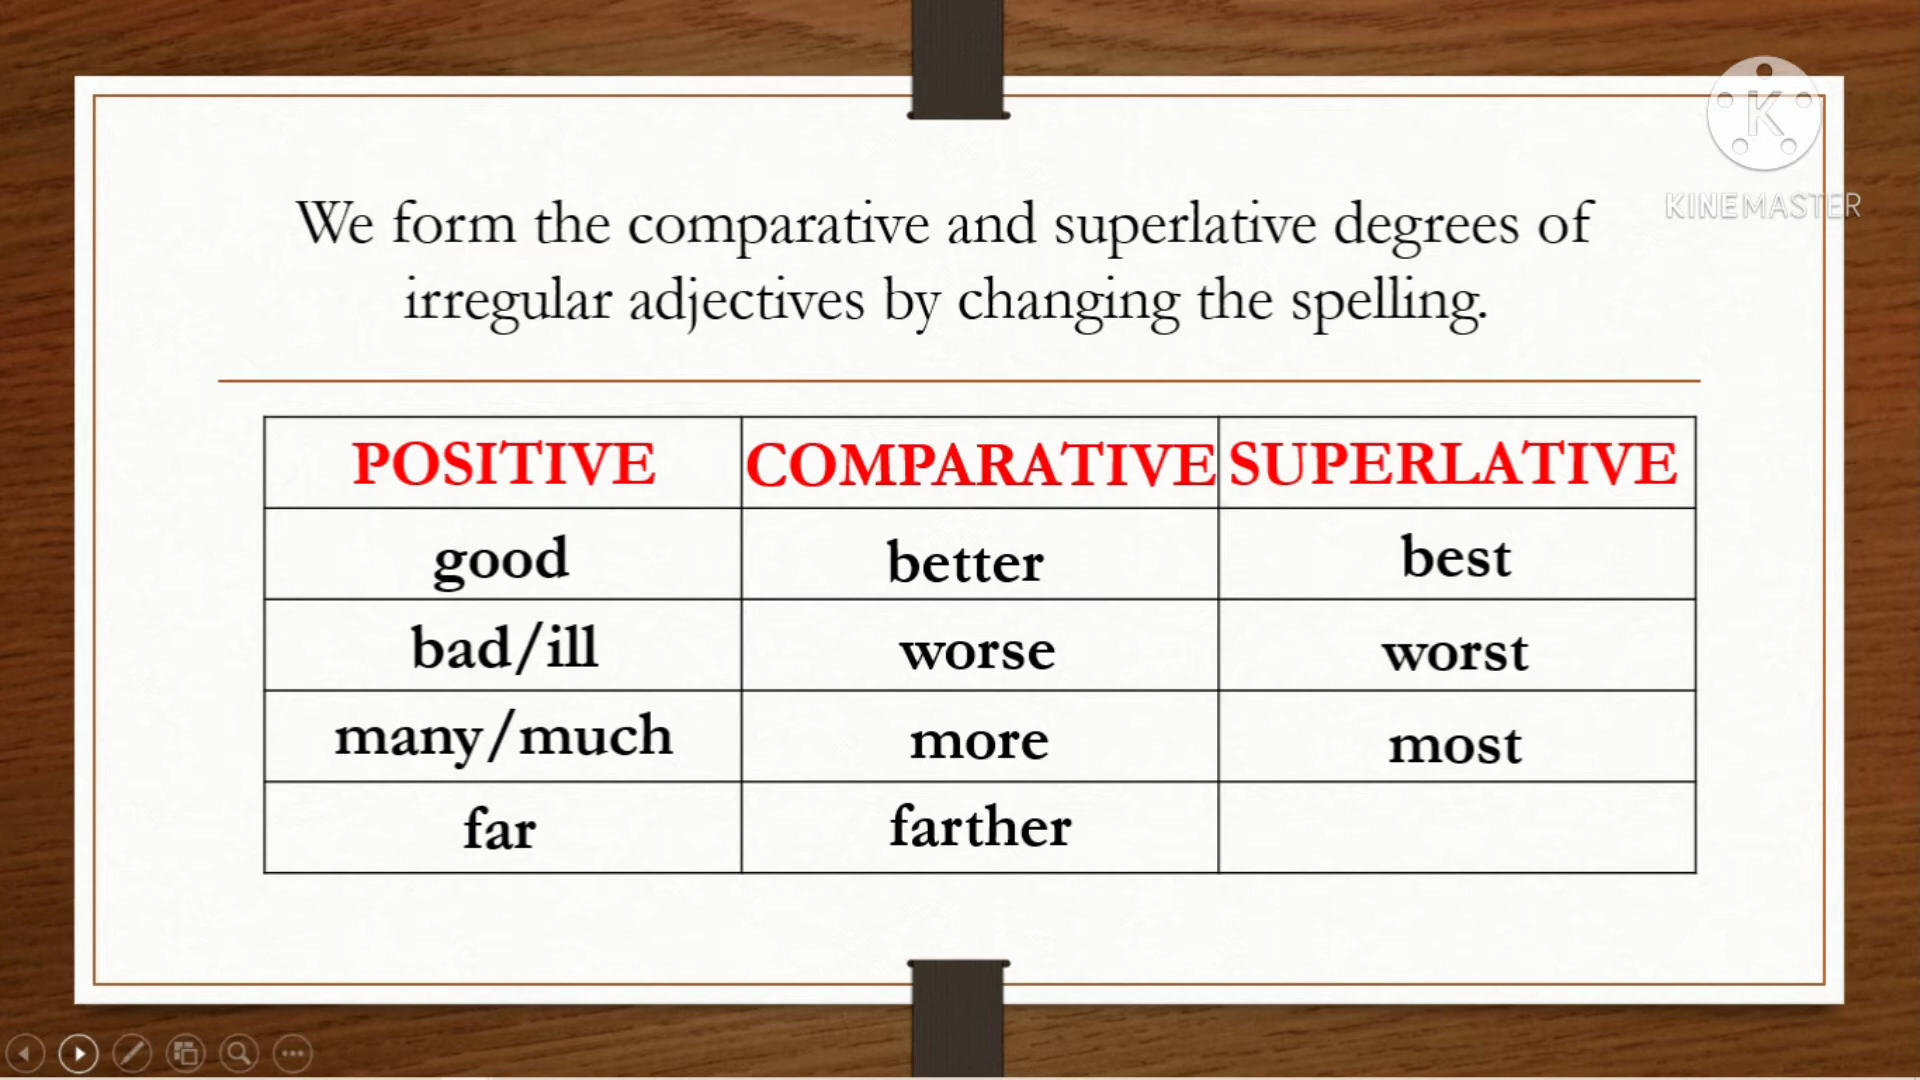 K
KINEMASTER
We form the comparative and superlative degrees of
irregular adjectives by changing the spelling.
POSITIVE COMPARATIVE SUPERLATIVE
good better best
bad/ill worse worst
many/much more most
far farther